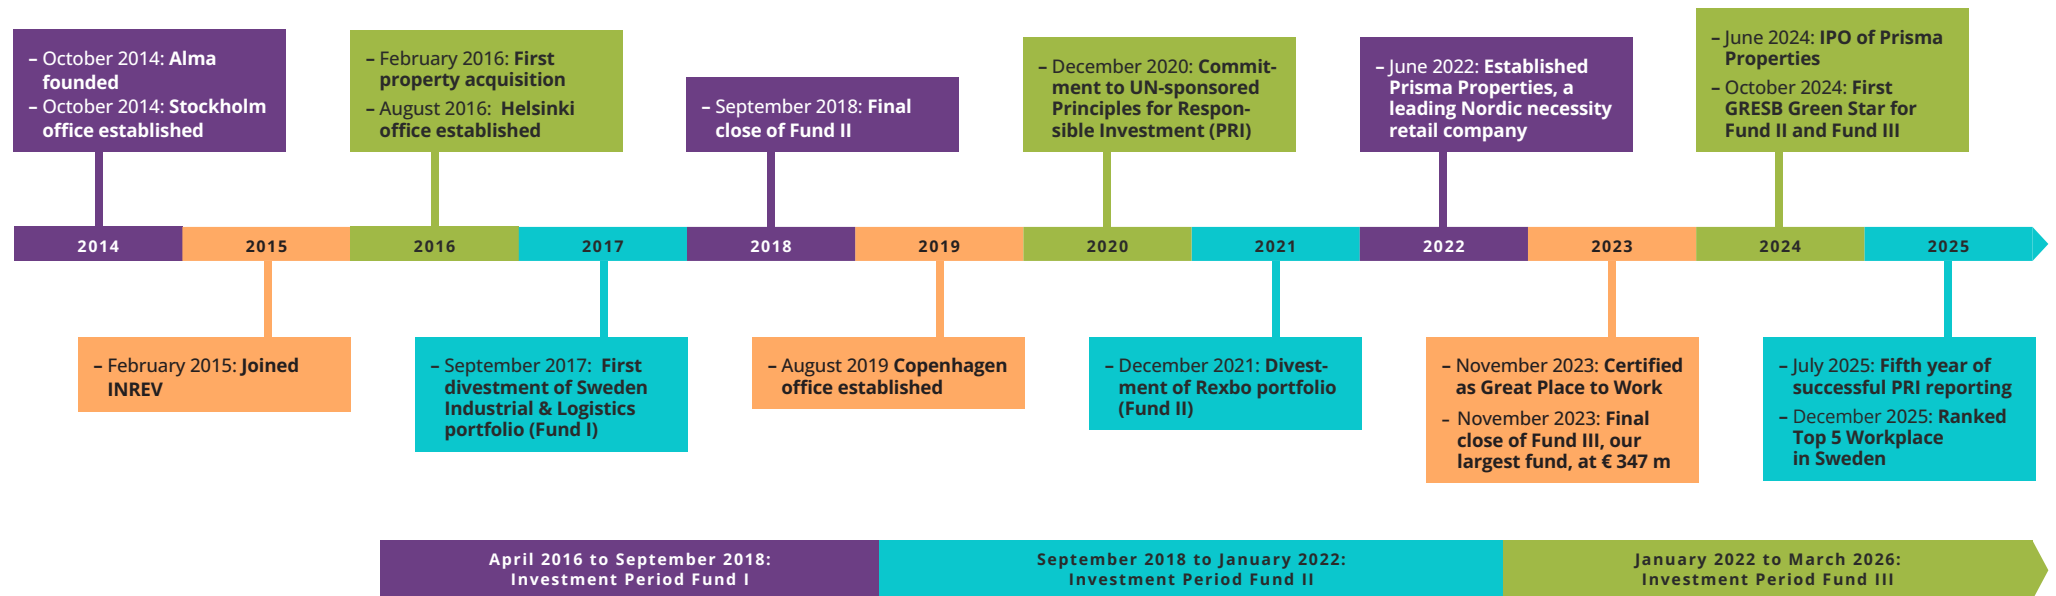 – October 2014: Alma
founded
– October 2014: Stockholm
office established
– February 2016: First
property acquisition
– August 2016:  Helsinki
office established
– September 2018: Final
close of Fund II
– December 2020: Commit-
ment to UN-sponsored
Principles for Respon-
sible Investment (PRI)
– June 2022: Established
Prisma Properties, a
leading Nordic necessity
retail company
– June 2024: IPO of Prisma
Properties
– October 2024: First
GRESB Green Star for
Fund II and Fund III
2014 2015 2016 2017 2018 2019 2020 2021 2022 2023 2024 2025
– February 2015: Joined
INREV
– September 2017:  First
divestment of Sweden
Industrial & Logistics
portfolio (Fund I)
– August 2019 Copenhagen
office established
– December 2021: Divest-
ment of Rexbo portfolio
(Fund II)
– November 2023: Certified
as Great Place to Work
– November 2023: Final
close of Fund III, our
largest fund, at € 347 m
– July 2025: Fifth year of
successful PRI reporting
– December 2025: Ranked
Top 5 Workplace
in Sweden
April 2016 to September 2018:
Investment Period Fund I
September 2018 to January 2022:
Investment Period Fund II
January 2022 to March 2026:
Investment Period Fund III